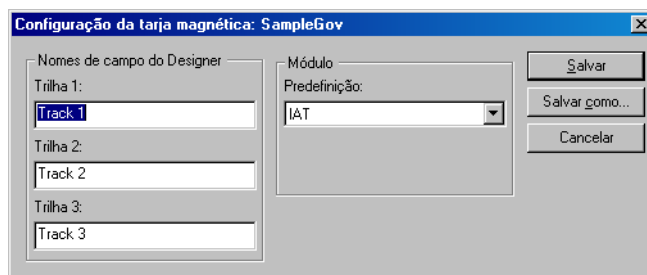 Configuração da tarja magnética: SampleGov
Nomes de campo do Designer
Trilha 1:
Track 1
Trilha 2:
Track 2
Trilha 3:
Track 3
Módulo
Predefinição:
IAT
Salvar
Salvar como...
Cancelar